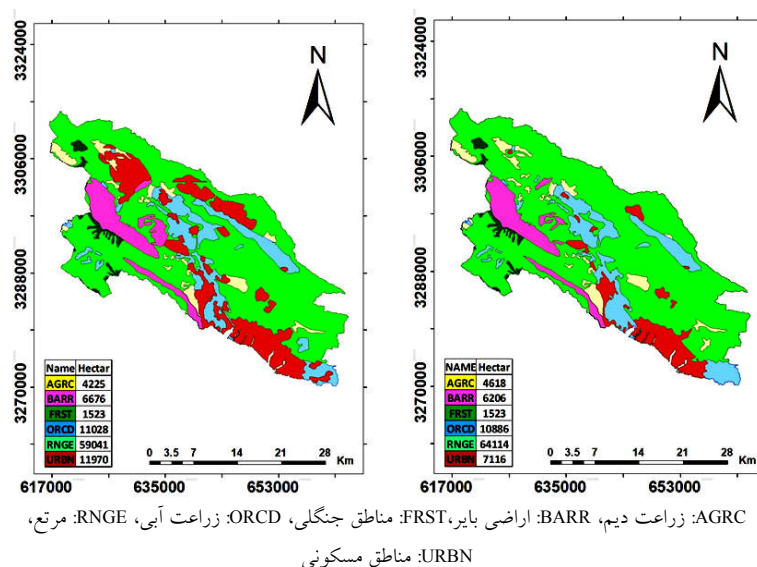 3324000
3306000
3288000
3270000
N
Name Hectar
AGRC 4225
BARR 6676
FRST 1523
ORCD 11028
RNGE 59041
URBN 11970
0 3.5 7 14 21 28
Km
617000 635000 653000
3324000
3306000
3288000
3270000
N
NAME Hectar
AGRC 4618
BARR 6206
FRST 1523
ORCD 10886
RNGE 64114
URBN 7116
0 3.5 7 14 21 28
Km
617000 635000 653000
AGRC: زراعت دیم، BARR: اراضی بایر،FRST: مناطق جنگلی، ORCD: زراعت آبی، RNGE: مرتع،
URBN: مناطق مسکونی